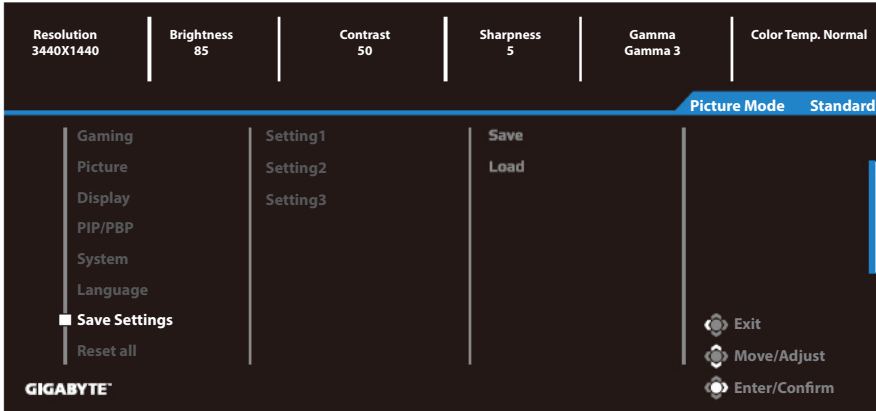 Resolution
3440X1440
Brightness
85
Contrast
50
Sharpness
5
Gamma
Gamma 3
Color Temp. Normal
Picture Mode Standard
Gaming
Picture
Display
PIP/PBP
System
Language
Save Settings
Reset all
Setting1
Setting2
Setting3
Save
Load
Exit
Move/Adjust
Enter/Confirm
GIGABYTE™